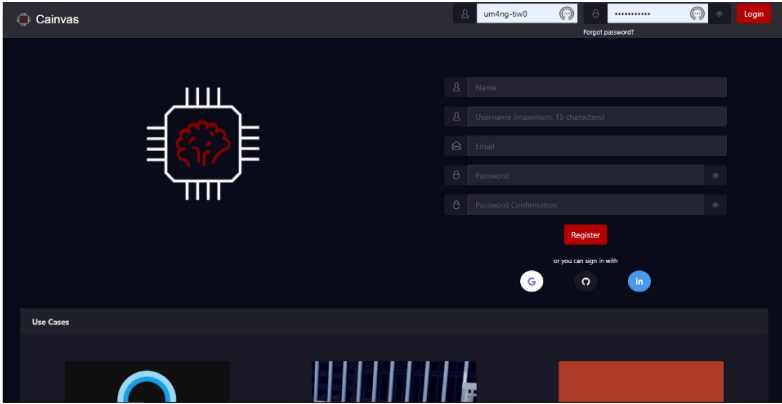 Cainvas
um4ng-tiw0
•••••••••••
Login
Forgot password?
Name
Username (maximum: 15 characters)
Email
Password
Password Confirmation
Register
or you can sign in with
G
in
Use Cases